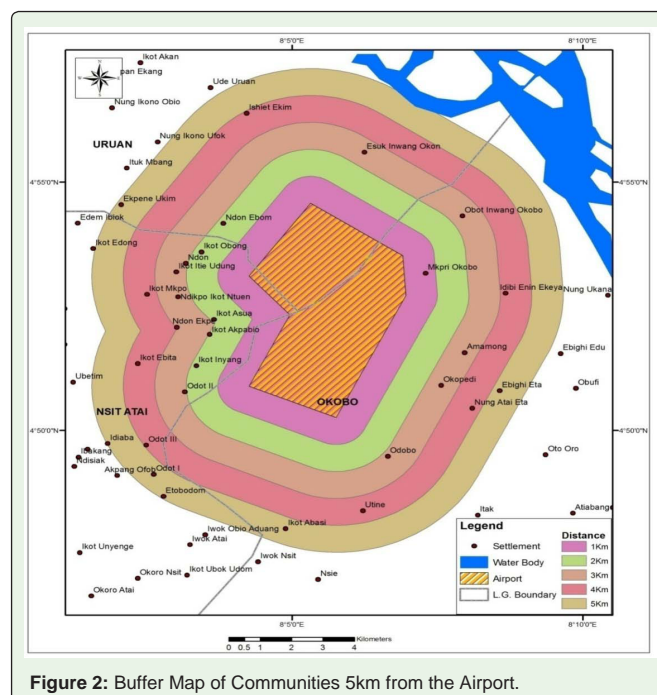 8°5'0"E
8°10'0"E
Ikot Akan
pan Ekang
Ude Uruan
Nung Ikono Obio
Ishiet Ekim
URUAN
Nung Ikono Ufok
Esuk Inwang Okon
Ituk Mbang
4°55'0"N
4°55'0"N
Ekpene Ukim
Obot Inwang Okobo
Edem Iblok
Ndon Ebom
Ikot Edong
Ikot Obong
Ndon
Ikot Itie Udung
Mkpri Okobo
Ikot Mkpo
Ndikpo Ikot Ntuen
Idibi Enin Ekeya
Nung Ukana
Ikot Asua
Ndon Ekpe
Ikot Akpabio
Amamong
Ebighi Edu
Ikot Ebita
Ikot Inyang
Ubetim
Odot II
Okopedi
Ebighi Eta
Obufi
OKOBO
NSIT ATAI
Nung Atai Eta
4°50'0"N
4°50'0"N
Idiaba
Odot III
Ibakang
Odobo
Oto Oro
Ndisiak
Akpang Ofoh
Odot I
Etobodom
Utine
Itak
Atiabang
Iwok Obio Aduang
Ikot Abasi
Iwok Atai
Ikot Unyenge
Iwok Nsit
Okoro Nsit
Ikot Ubok Udom
Nsie
Okoro Atai
Legend
Settlement
Water Body
Airport
L.G. Boundary
Distance
1Km
2Km
3Km
4Km
5Km
8°5'0"E
8°10'0"E
Kilometers
0 0.5 1 2 3 4
Figure 2: Buffer Map of Communities 5km from the Airport.